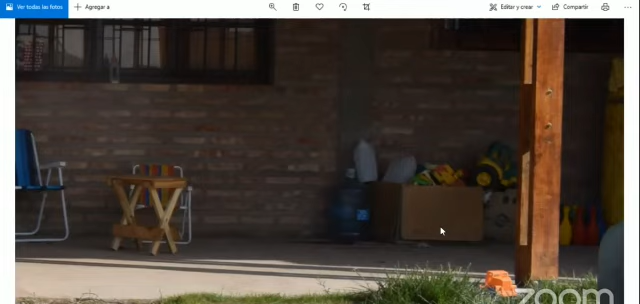 Ver todas las fotos
Agregar a
Editar y crear
Compartir
zoom